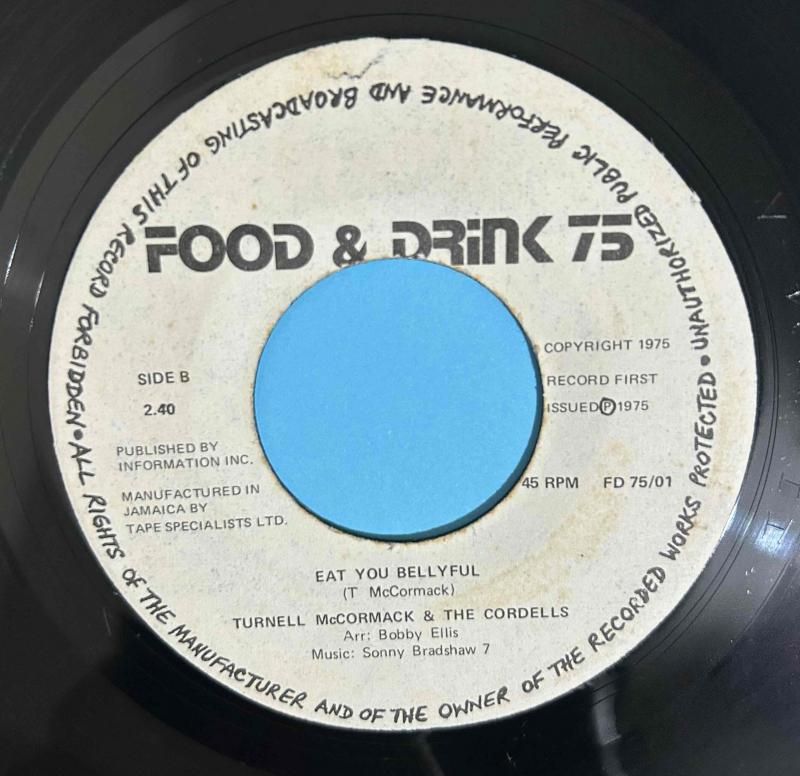 FOOD & DRINK 75
SIDE B
2.40
PUBLISHED BY
INFORMATION INC.
MANUFACTURED IN
JAMAICA BY
TAPE SPECIALISTS LTD.
COPYRIGHT 1975
RECORD FIRST
ISSUED Ⓟ 1975
45 RPM FD 75/01
EAT YOU BELLYFUL
(T McCormack)
TURNELL McCORMACK & THE CORDELLS
Arr: Bobby Ellis
Music: Sonny Bradshaw 7
ALL RIGHTS OF THE MANUFACTURER AND OF THE OWNER OF THE RECORDED WORKS PROTECTED • UNAUTHORIZED PUBLIC PERFORMANCE AND BROADCASTING OF THIS RECORD FORBIDDEN •